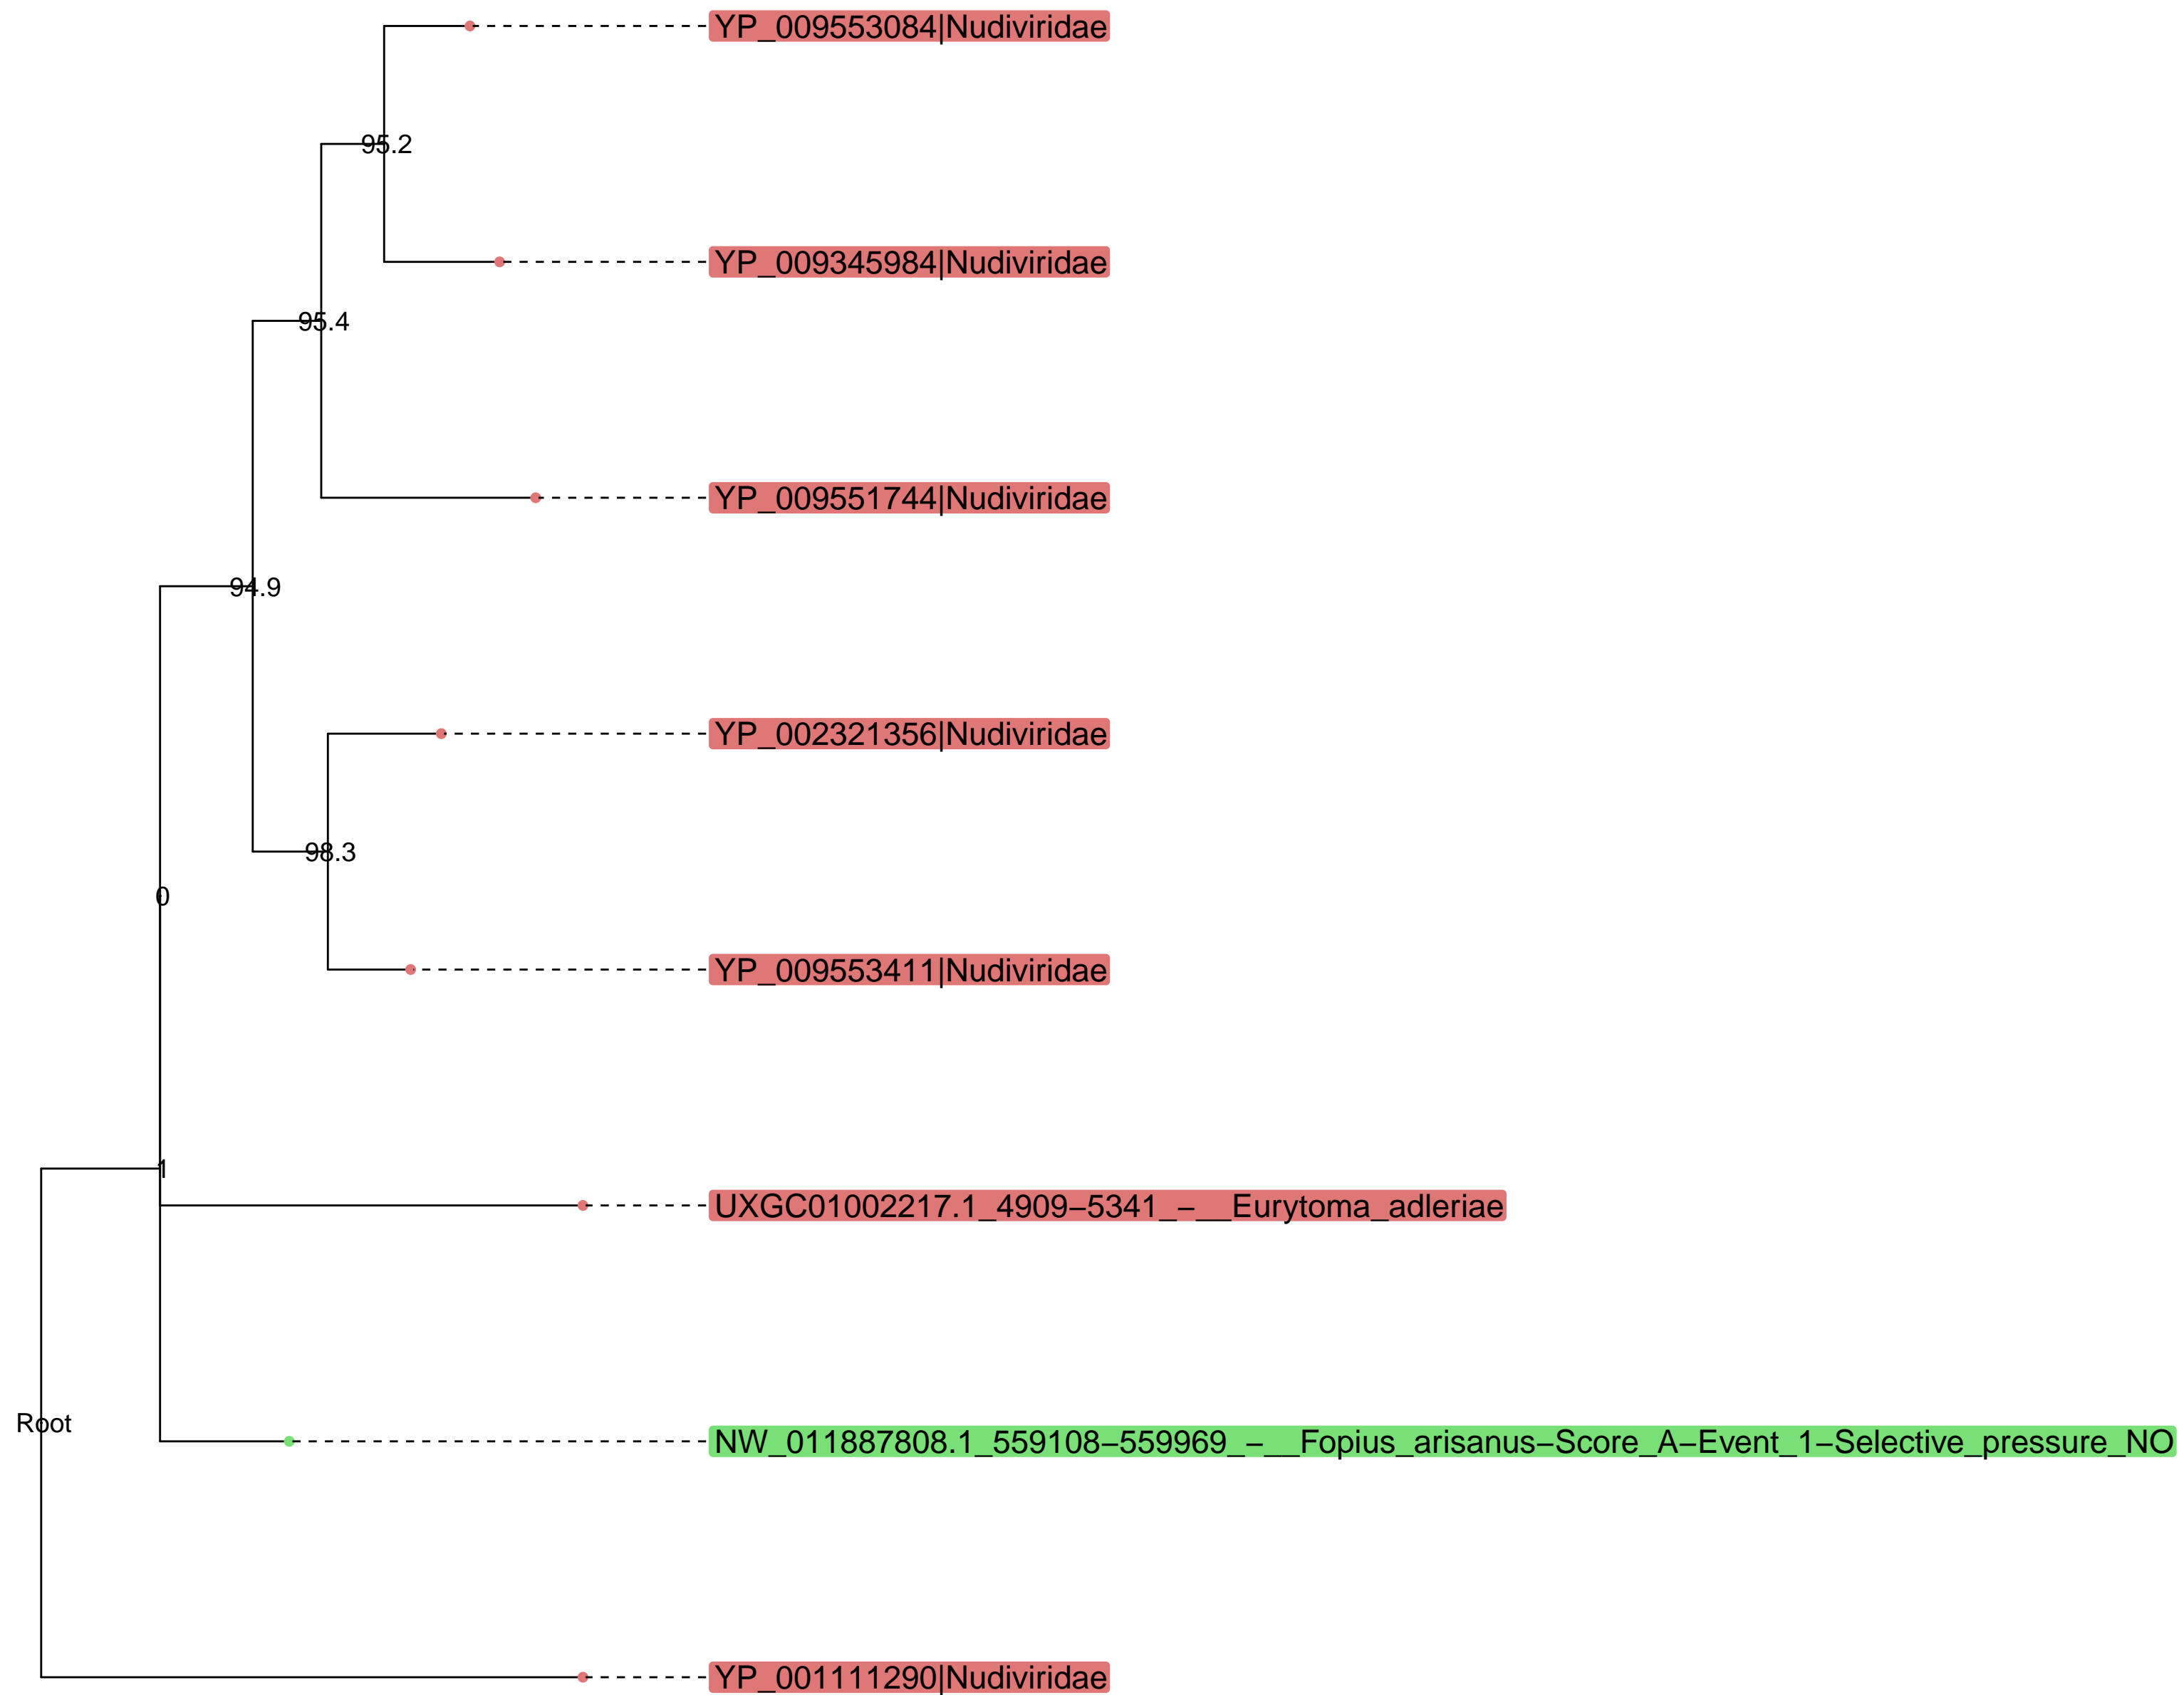 YP_009553084|Nudiviridae
95.2
YP_009345984|Nudiviridae
95.4
YP_009551744|Nudiviridae
94.9
YP_002321356|Nudiviridae
98.3
0
YP_009553411|Nudiviridae
1
UXGC01002217.1_4909−5341_−__Eurytoma_adleriae
Root
NW_011887808.1_559108−559969_−__Fopius_arisanus−Score_A−Event_1−Selective_pressure_NO
YP_001111290|Nudiviridae